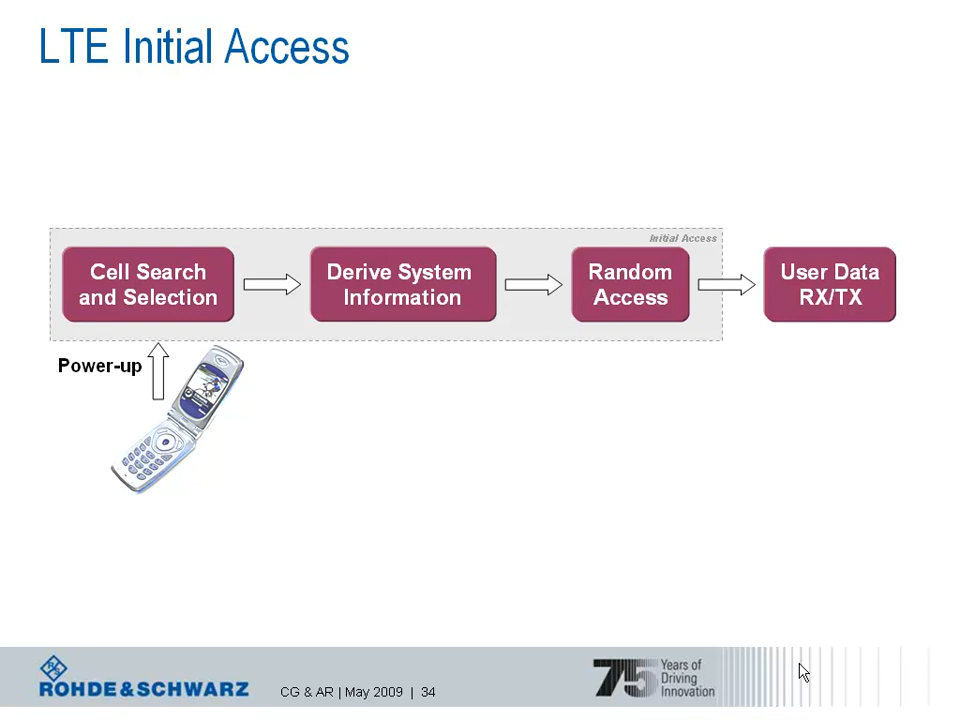 LTE Initial Access
Initial Access
Cell Search
and Selection
Derive System
Information
Random
Access
User Data
RX/TX
Power-up
R&S
ROHDE&SCHWARZ
CG & AR | May 2009 | 34
75
Years of
Driving
Innovation